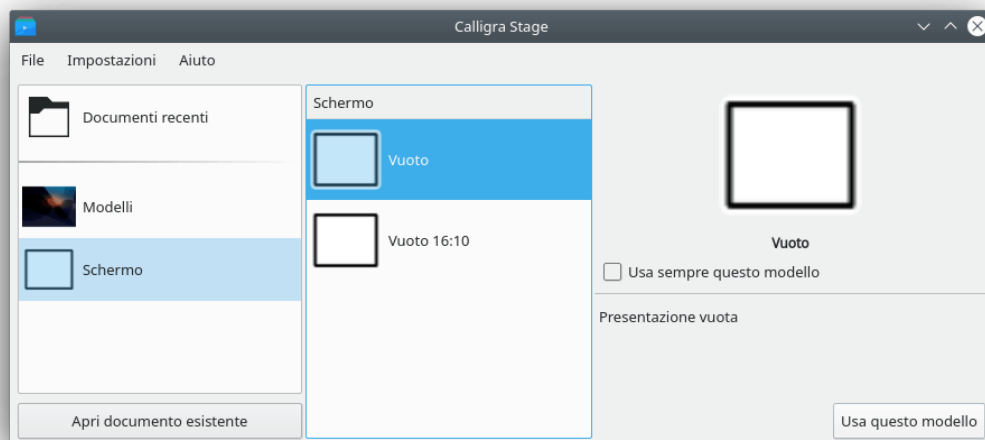 Calligra Stage
File Impostazioni Aiuto
Documenti recenti
Modelli
Schermo
Apri documento esistente
Schermo
Vuoto
Vuoto 16:10
Vuoto
Usa sempre questo modello
Presentazione vuota
Usa questo modello